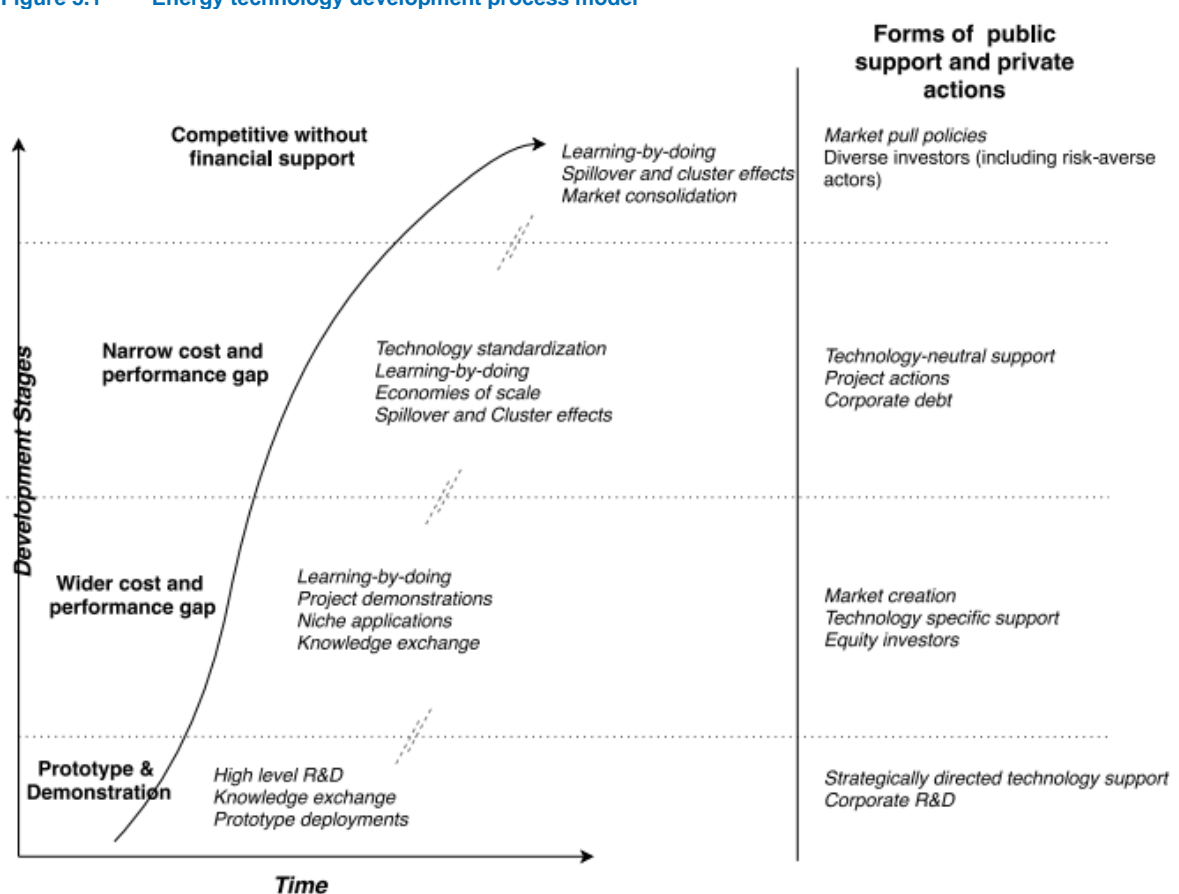 Figure 5.1 Energy technology development process model
Forms of public
support and private
actions
Competitive without
financial support
Learning-by-doing
Spillover and cluster effects
Market consolidation
Market pull policies
Diverse investors (including risk-averse
actors)
Development Stages
Narrow cost and
performance gap
Technology standardization
Learning-by-doing
Economies of scale
Spillover and Cluster effects
Technology-neutral support
Project actions
Corporate debt
Wider cost and
performance gap
Learning-by-doing
Project demonstrations
Niche applications
Knowledge exchange
Market creation
Technology specific support
Equity investors
Prototype &
Demonstration
High level R&D
Knowledge exchange
Prototype deployments
Strategically directed technology support
Corporate R&D
Time